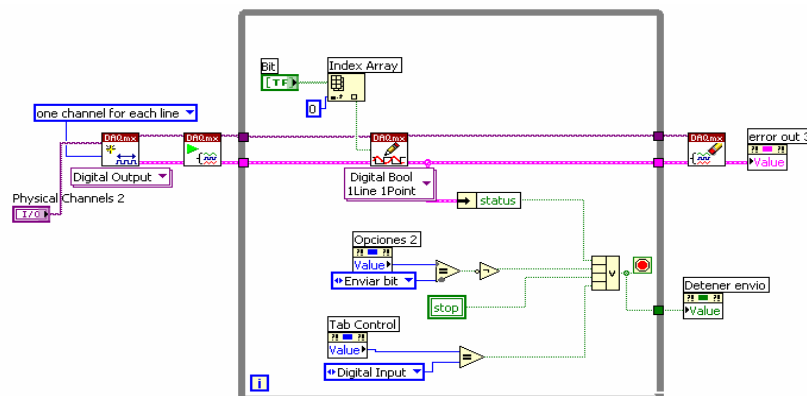 Bit
TF
Index Array
0
one channel for each line
DAQmx
DAQmx
DAQmx
DAQmx
error out 3
Value
Digital Output
Digital Bool
1Line 1Point
Physical Channels 2
I/O
status
Opciones 2
Value
Enviar bit
stop
Detener envio
Value
Tab Control
Value
Digital Input
i